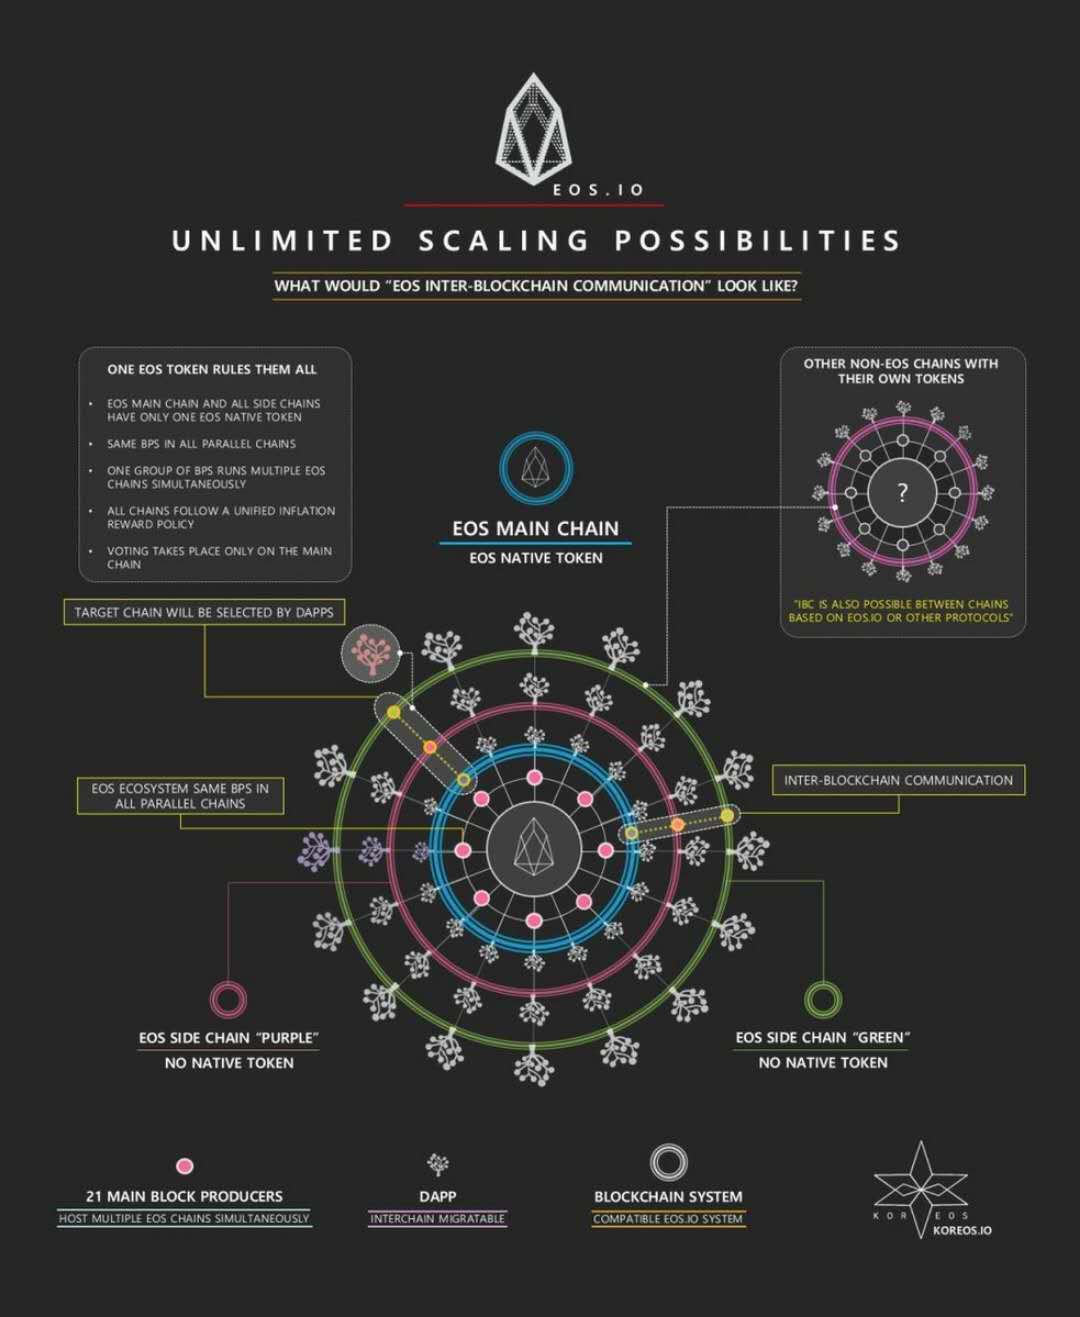 EOS.IO
UNLIMITED SCALING POSSIBILITIES
WHAT WOULD “EOS INTER-BLOCKCHAIN COMMUNICATION” LOOK LIKE?
ONE EOS TOKEN RULES THEM ALL
• EOS MAIN CHAIN AND ALL SIDE CHAINS
HAVE ONLY ONE EOS NATIVE TOKEN
• SAME BPS IN ALL PARALLEL CHAINS
• ONE GROUP OF BPS RUNS MULTIPLE EOS
CHAINS SIMULTANEOUSLY
• ALL CHAINS FOLLOW A UNIFIED INFLATION
REWARD POLICY
• VOTING TAKES PLACE ONLY ON THE MAIN
CHAIN
EOS MAIN CHAIN
EOS NATIVE TOKEN
OTHER NON-EOS CHAINS WITH
THEIR OWN TOKENS
?
"IBC IS ALSO POSSIBLE BETWEEN CHAINS
BASED ON EOS.IO OR OTHER PROTOCOLS"
TARGET CHAIN WILL BE SELECTED BY DAPPS
EOS ECOSYSTEM SAME BPS IN
ALL PARALLEL CHAINS
INTER-BLOCKCHAIN COMMUNICATION
EOS SIDE CHAIN “PURPLE”
NO NATIVE TOKEN
EOS SIDE CHAIN “GREEN”
NO NATIVE TOKEN
21 MAIN BLOCK PRODUCERS
HOST MULTIPLE EOS CHAINS SIMULTANEOUSLY
DAPP
INTERCHAIN MIGRATABLE
BLOCKCHAIN SYSTEM
COMPATIBLE EOS.IO SYSTEM
KOR EOS
KOREOS.IO